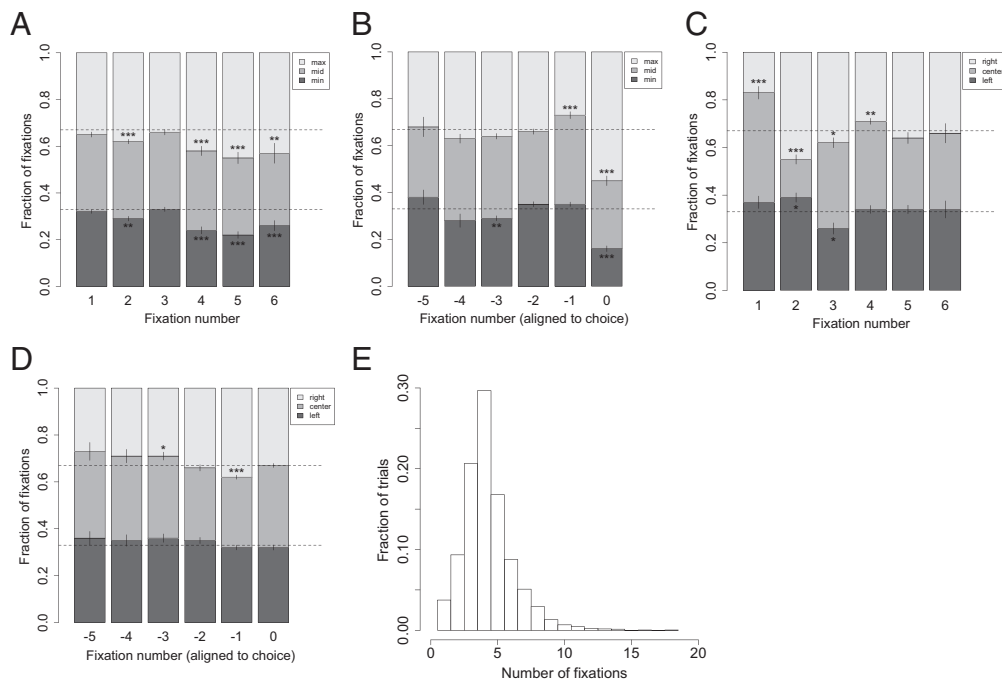 A
max
mid
min
Fraction of fixations
0.0 0.2 0.4 0.6 0.8 1.0
*** *** *** **
** *** *** ***
1 2 3 4 5 6
Fixation number
B
max
mid
min
Fraction of fixations
0.0 0.2 0.4 0.6 0.8 1.0
*** ***
** ***
-5 -4 -3 -2 -1 0
Fixation number (aligned to choice)
C
right
center
left
Fraction of fixations
0.0 0.2 0.4 0.6 0.8 1.0
*** *** * **
* *
1 2 3 4 5 6
Fixation number
D
right
center
left
Fraction of fixations
0.0 0.2 0.4 0.6 0.8 1.0
* ***
-5 -4 -3 -2 -1 0
Fixation number (aligned to choice)
E
Fraction of trials
0.00 0.10 0.20 0.30
0 5 10 15 20
Number of fixations